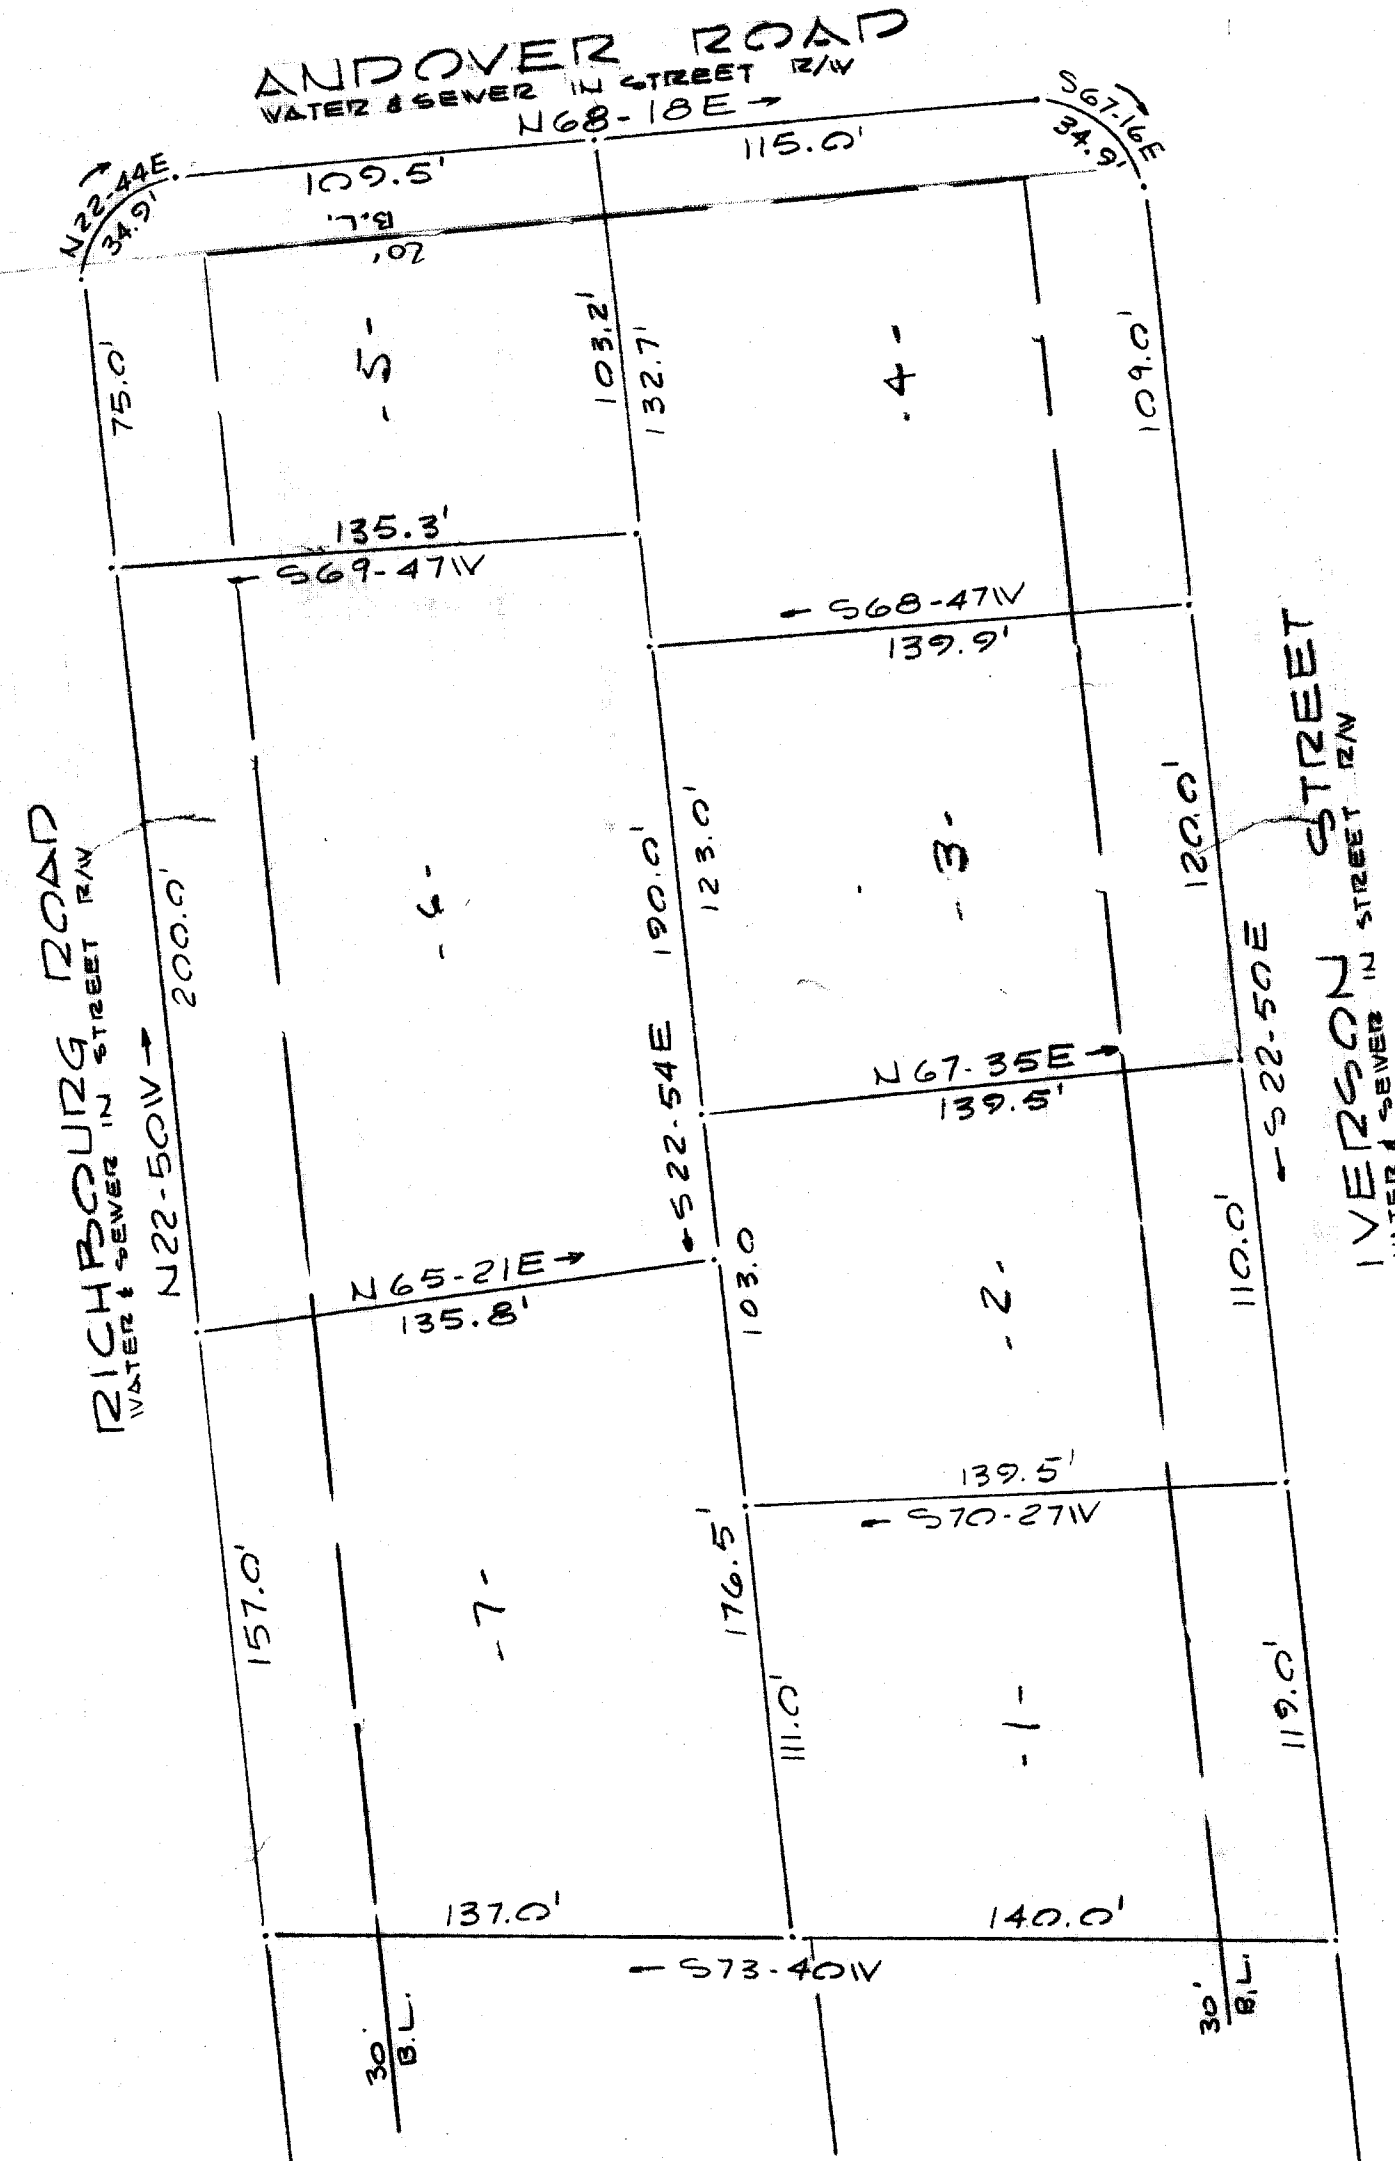 ANDOVER ROAD
WATER & SEWER IN STREET R/W
N68-18E →
109.5'
115.0'
N22-44E
34.9'
S67-16E
34.9'
20'
B.L.
75.0'
-5-
103.2'
132.7'
-4-
109.0'
135.3'
← S69-47W
← S68-47W
139.9'
RICHBOURG ROAD
WATER & SEWER IN STREET R/W
N22-50W →
200.0'
-6-
190.0'
123.0'
-3-
120.0'
IVERSON STREET
WATER & SEWER IN STREET R/W
← S22-50E
← S22-54E
N67-35E →
139.5'
N65-21E →
135.8'
103.0
-2-
110.0'
139.5'
← S70-27W
157.0'
-7-
176.5'
111.0'
-1-
119.0'
137.0'
140.0'
← S73-40W
30'
B.L.
30'
B.L.